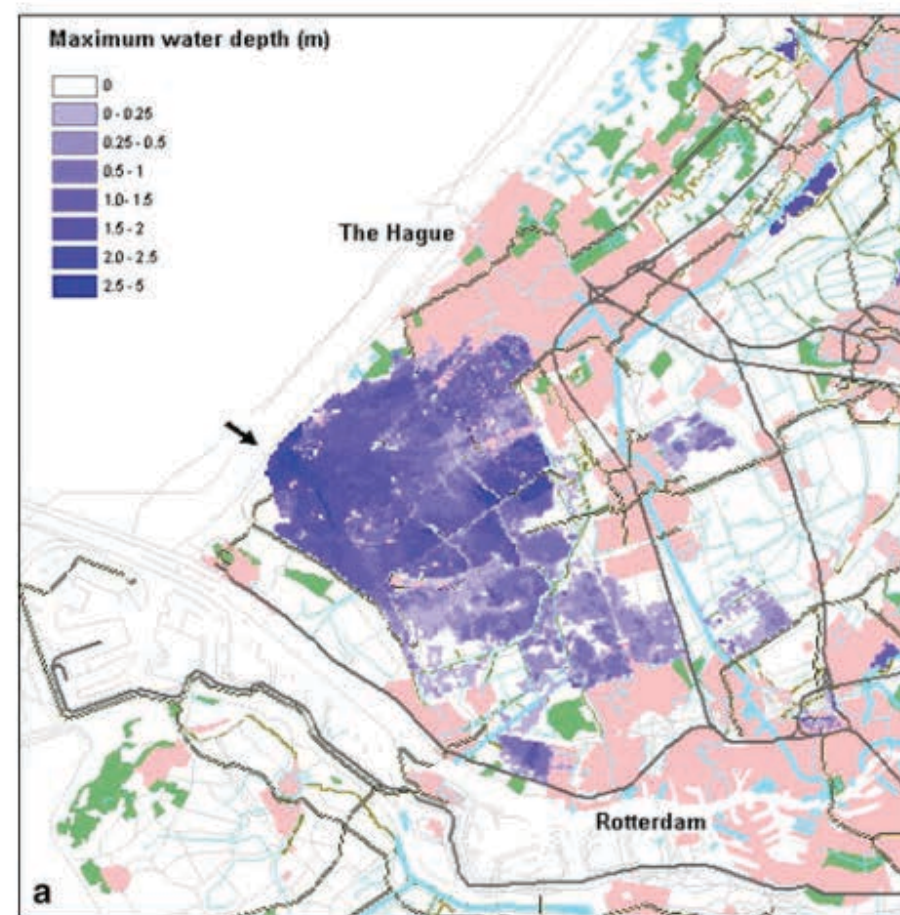 Maximum water depth (m)
0
0 - 0.25
0.25 - 0.5
0.5 - 1
1.0- 1.5
1.5 - 2
2.0 - 2.5
2.5 - 5
The Hague
Rotterdam
a